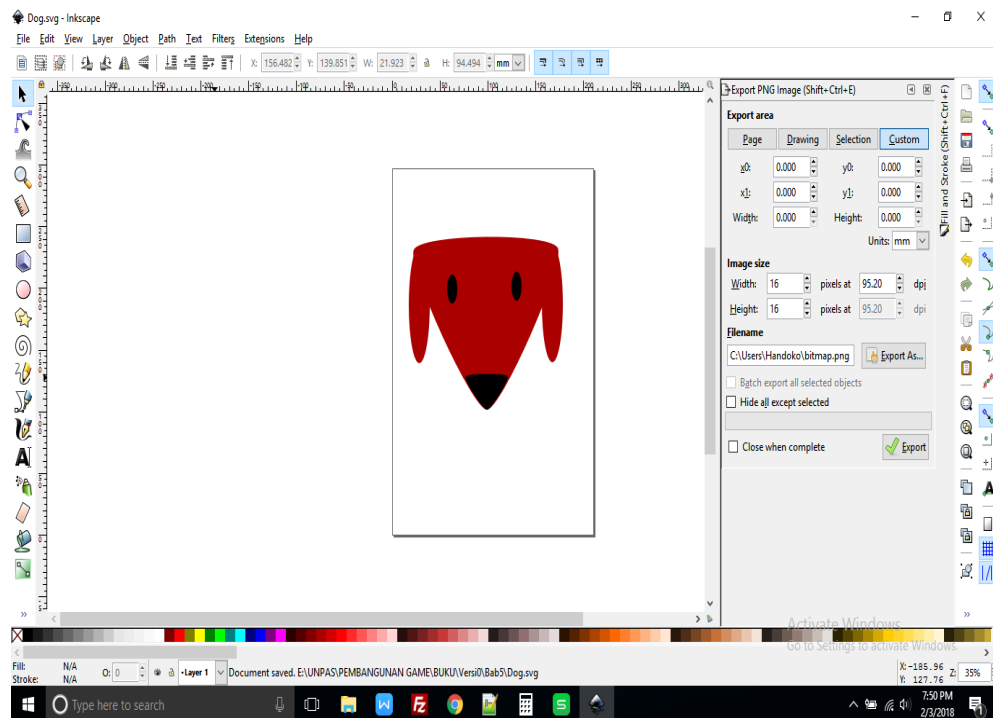 Dog.svg - Inkscape
File Edit View Layer Object Path Text Filters Extensions Help
X: 156.482 Y: 139.851 W: 21.923 H: 94.494 mm
Export PNG Image (Shift+Ctrl+E)
Fill and Stroke (Shift+Ctrl+F)
Export area
Page Drawing Selection Custom
x0: 0.000 y0: 0.000
x1: 0.000 y1: 0.000
Width: 0.000 Height: 0.000
Units: mm
Image size
Width: 16 pixels at 95.20 dpi
Height: 16 pixels at 95.20 dpi
Filename
C:\Users\Handoko\bitmap.png Export As...
Batch export all selected objects
Hide all except selected
Close when complete Export
Activate Windows
Go to Settings to activate Windows.
Fill: N/A
Stroke: N/A
O: 0 -Layer 1 Document saved. E:\UNPAS\PEMBANGUNAN GAME\BUKU\Versi0\Bab5\Dog.svg
X: -185.96
Y: 127.76
Z: 35%
Type here to search
7:50 PM
2/3/2018